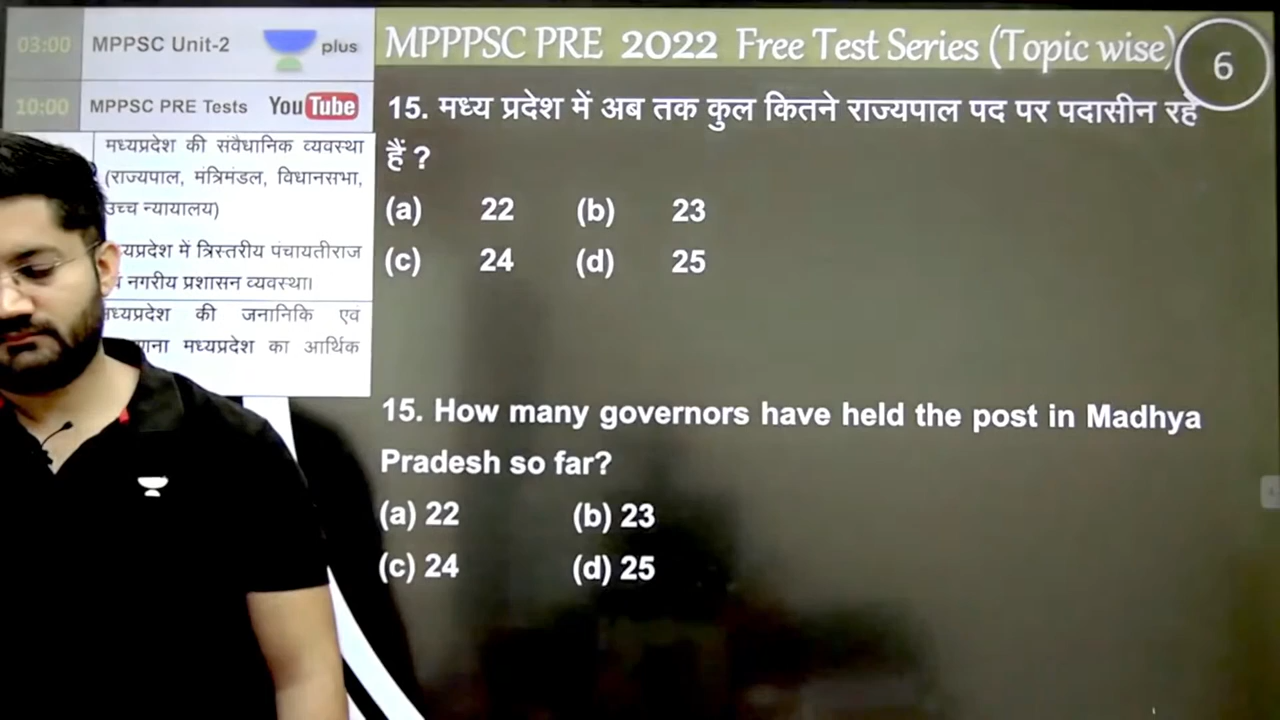 03:00 MPPSC Unit-2 plus
10:00 MPPSC PRE Tests YouTube
मध्यप्रदेश की संवैधानिक व्यवस्था
(राज्यपाल, मंत्रिमंडल, विधानसभा,
उच्च न्यायालय)
यप्रदेश में त्रिस्तरीय पंचायतीराज
नगरीय प्रशासन व्यवस्था।
मध्यप्रदेश की जनानिकि एवं
मध्यप्रदेश का आर्थिक
MPPPSC PRE 2022 Free Test Series (Topic wise)
6
15. मध्य प्रदेश में अब तक कुल कितने राज्यपाल पद पर पदासीन रहे
हैं ?
(a) 22 (b) 23
(c) 24 (d) 25
15. How many governors have held the post in Madhya
Pradesh so far?
(a) 22 (b) 23
(c) 24 (d) 25